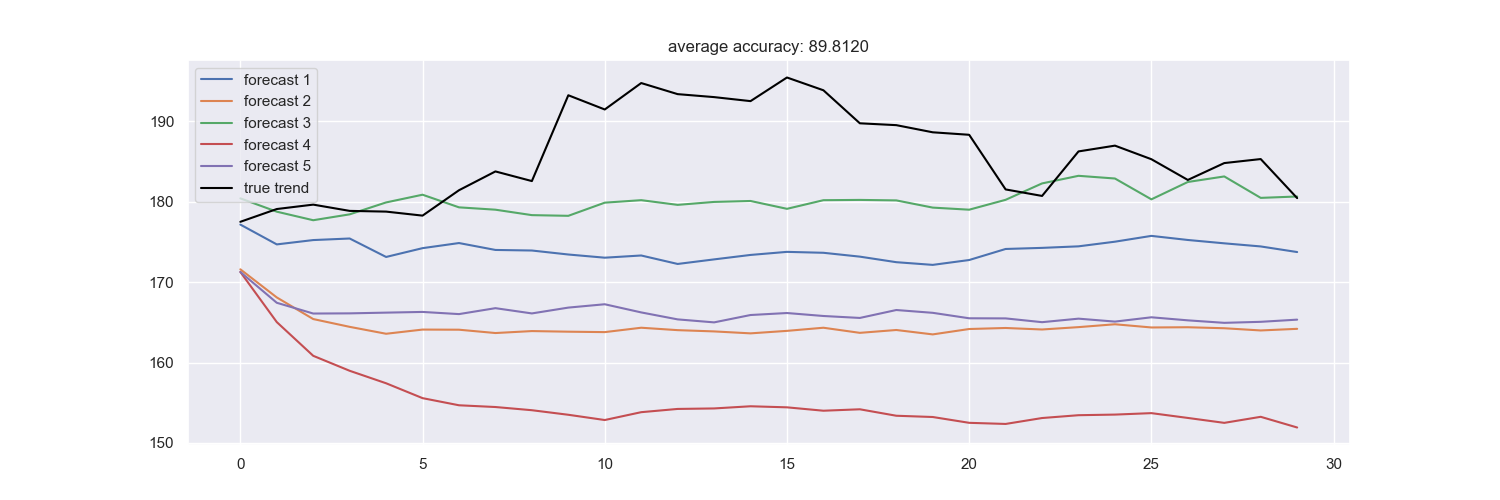 average accuracy: 89.8120
forecast 1
forecast 2
forecast 3
forecast 4
forecast 5
true trend
190
180
170
160
150
0 5 10 15 20 25 30